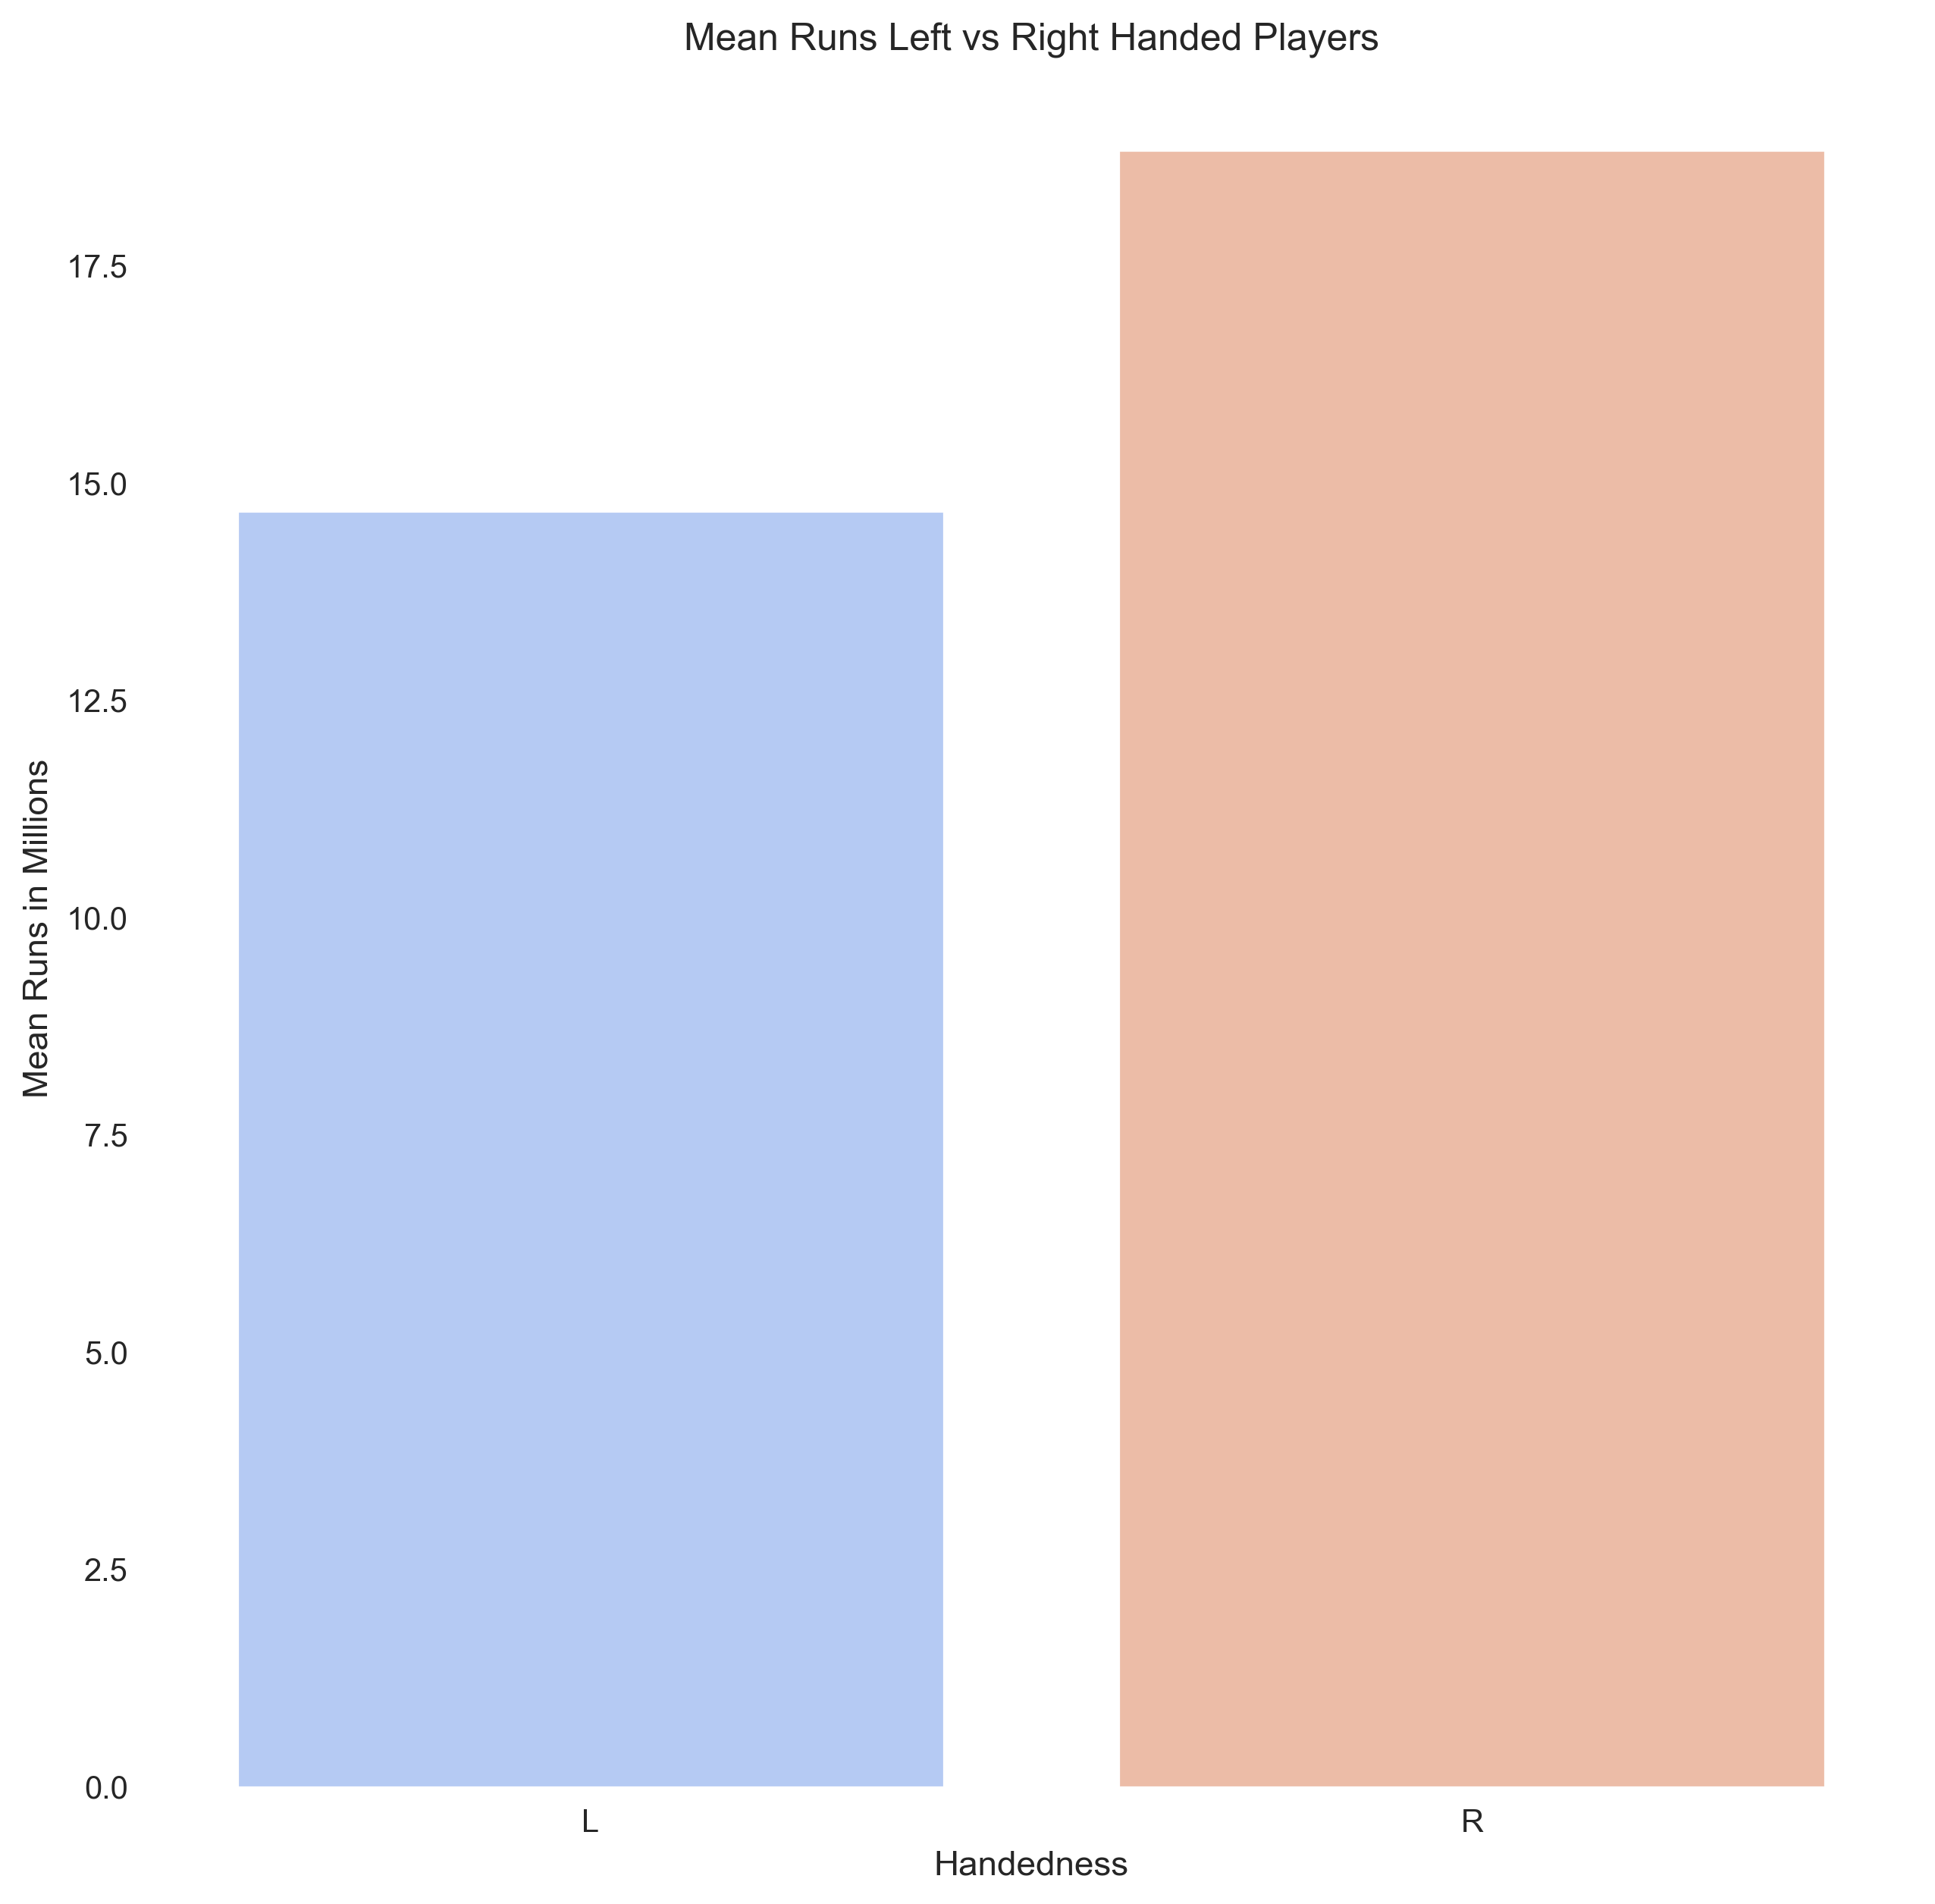 Mean Runs Left vs Right Handed Players
17.5
15.0
12.5
10.0
7.5
5.0
2.5
0.0
Mean Runs in Millions
L
R
Handedness